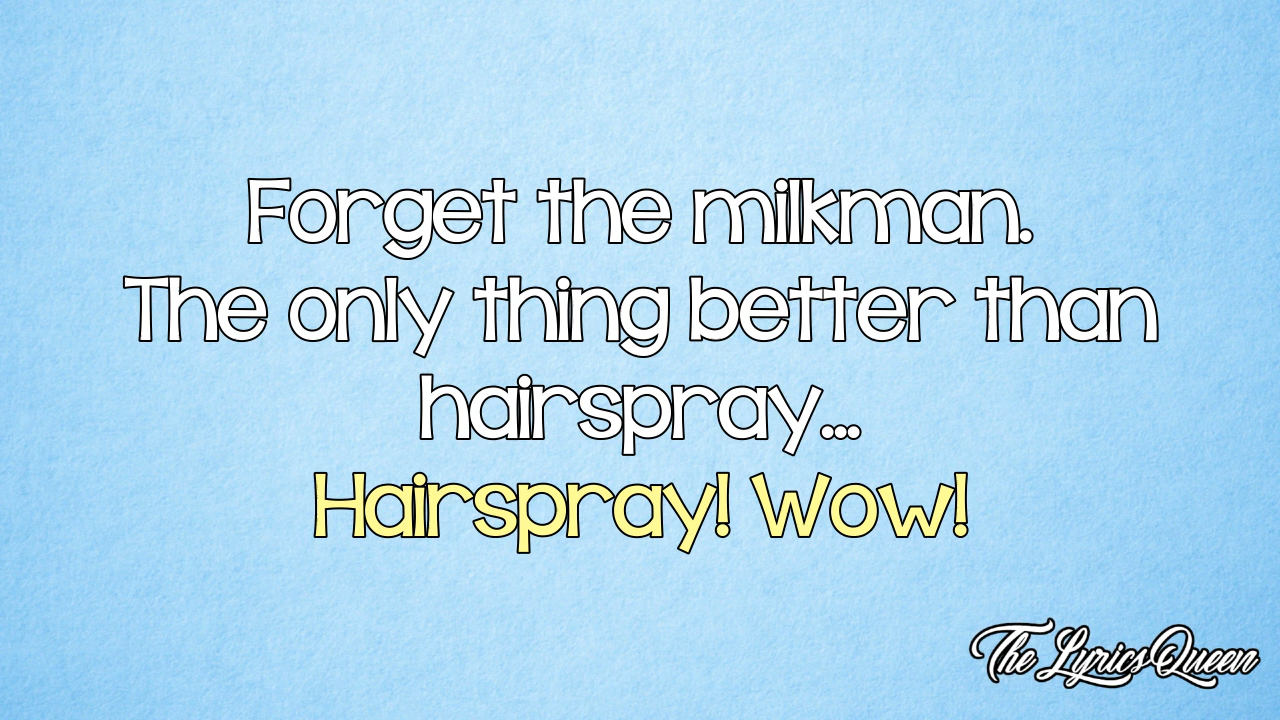 Forget the milkman.
The only thing better than
hairspray...
Hairspray! Wow!
The Lyrics Queen